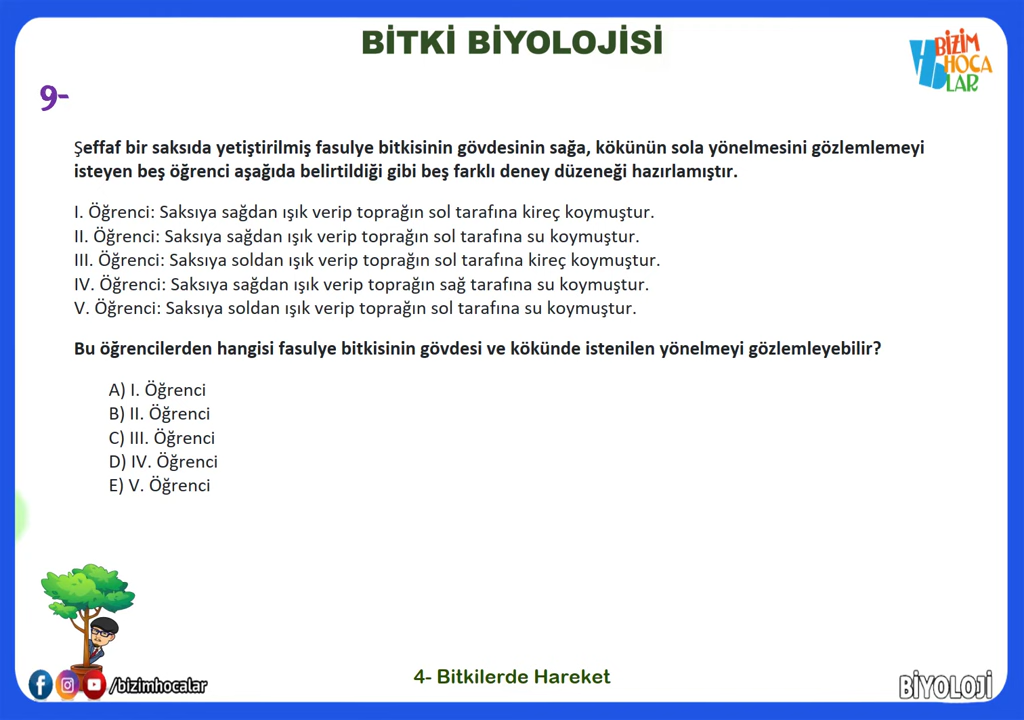 BİTKİ BİYOLOJİSİ
BİZİM
HOCA
LAR
9-
Şeffaf bir saksıda yetiştirilmiş fasulye bitkisinin gövdesinin sağa, kökünün sola yönelmesini gözlemlemeyi
isteyen beş öğrenci aşağıda belirtildiği gibi beş farklı deney düzeneği hazırlamıştır.
I. Öğrenci: Saksıya sağdan ışık verip toprağın sol tarafına kireç koymuştur.
II. Öğrenci: Saksıya sağdan ışık verip toprağın sol tarafına su koymuştur.
III. Öğrenci: Saksıya soldan ışık verip toprağın sol tarafına kireç koymuştur.
IV. Öğrenci: Saksıya sağdan ışık verip toprağın sağ tarafına su koymuştur.
V. Öğrenci: Saksıya soldan ışık verip toprağın sol tarafına su koymuştur.
Bu öğrencilerden hangisi fasulye bitkisinin gövdesi ve kökünde istenilen yönelmeyi gözlemleyebilir?
A) I. Öğrenci
B) II. Öğrenci
C) III. Öğrenci
D) IV. Öğrenci
E) V. Öğrenci
/bizimhocalar
4- Bitkilerde Hareket
BİYOLOJİ